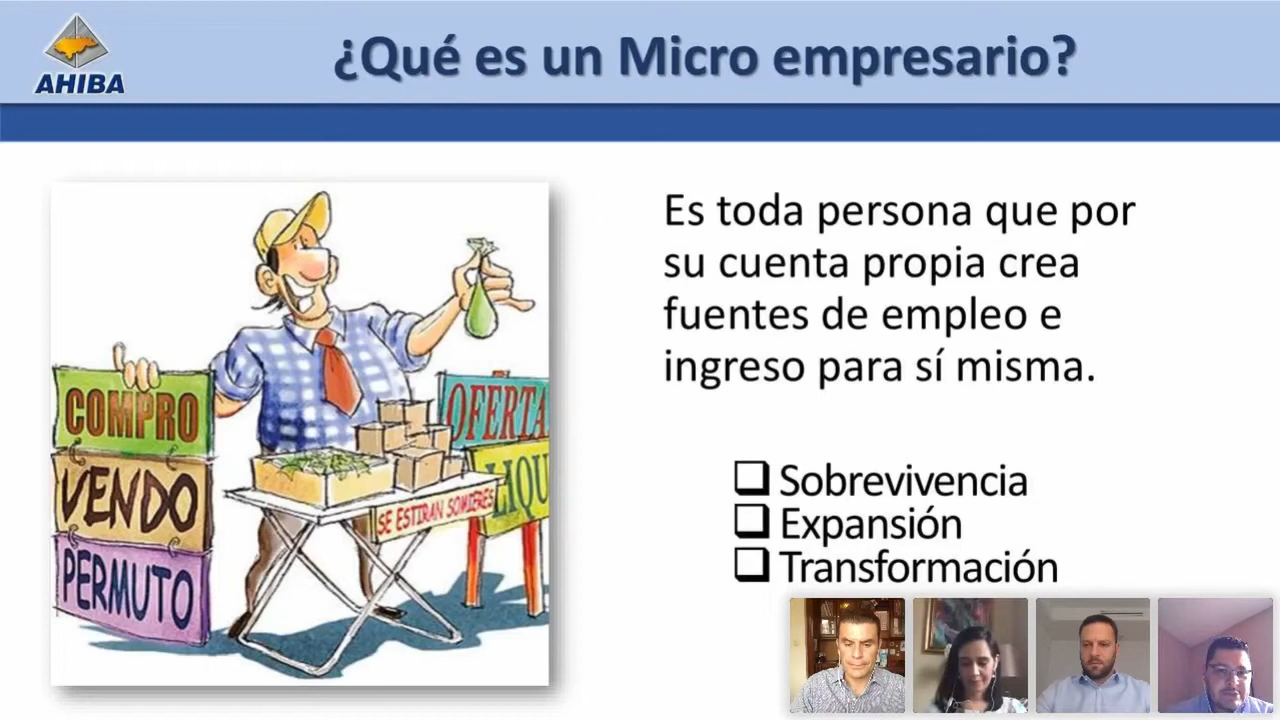 AHIBA
¿Qué es un Micro empresario?
Es toda persona que por
su cuenta propia crea
fuentes de empleo e
ingreso para sí misma.
COMPRO
VENDO
PERMUTO
OFERTA
LIQU
SE ESTIRAN SOMIERES
Sobrevivencia
Expansión
Transformación